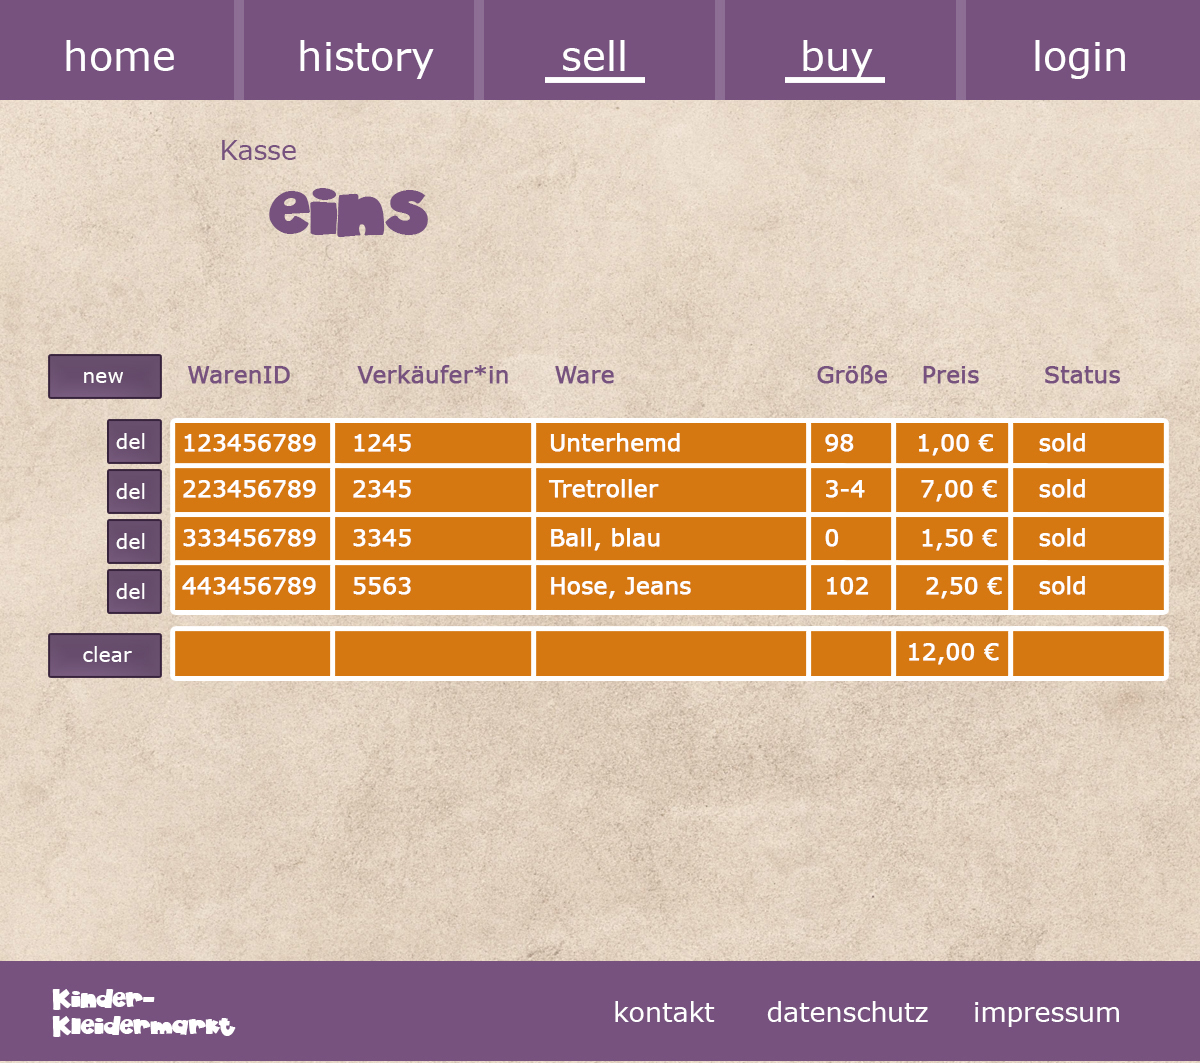 home history sell buy login
Kasse
eins
new WarenID Verkäufer*in Ware Größe Preis Status
del 123456789 1245 Unterhemd 98 1,00 € sold
del 223456789 2345 Tretroller 3-4 7,00 € sold
del 333456789 3345 Ball, blau 0 1,50 € sold
del 443456789 5563 Hose, Jeans 102 2,50 € sold
clear 12,00 €
Kinder-
Kleidermarkt
kontakt datenschutz impressum